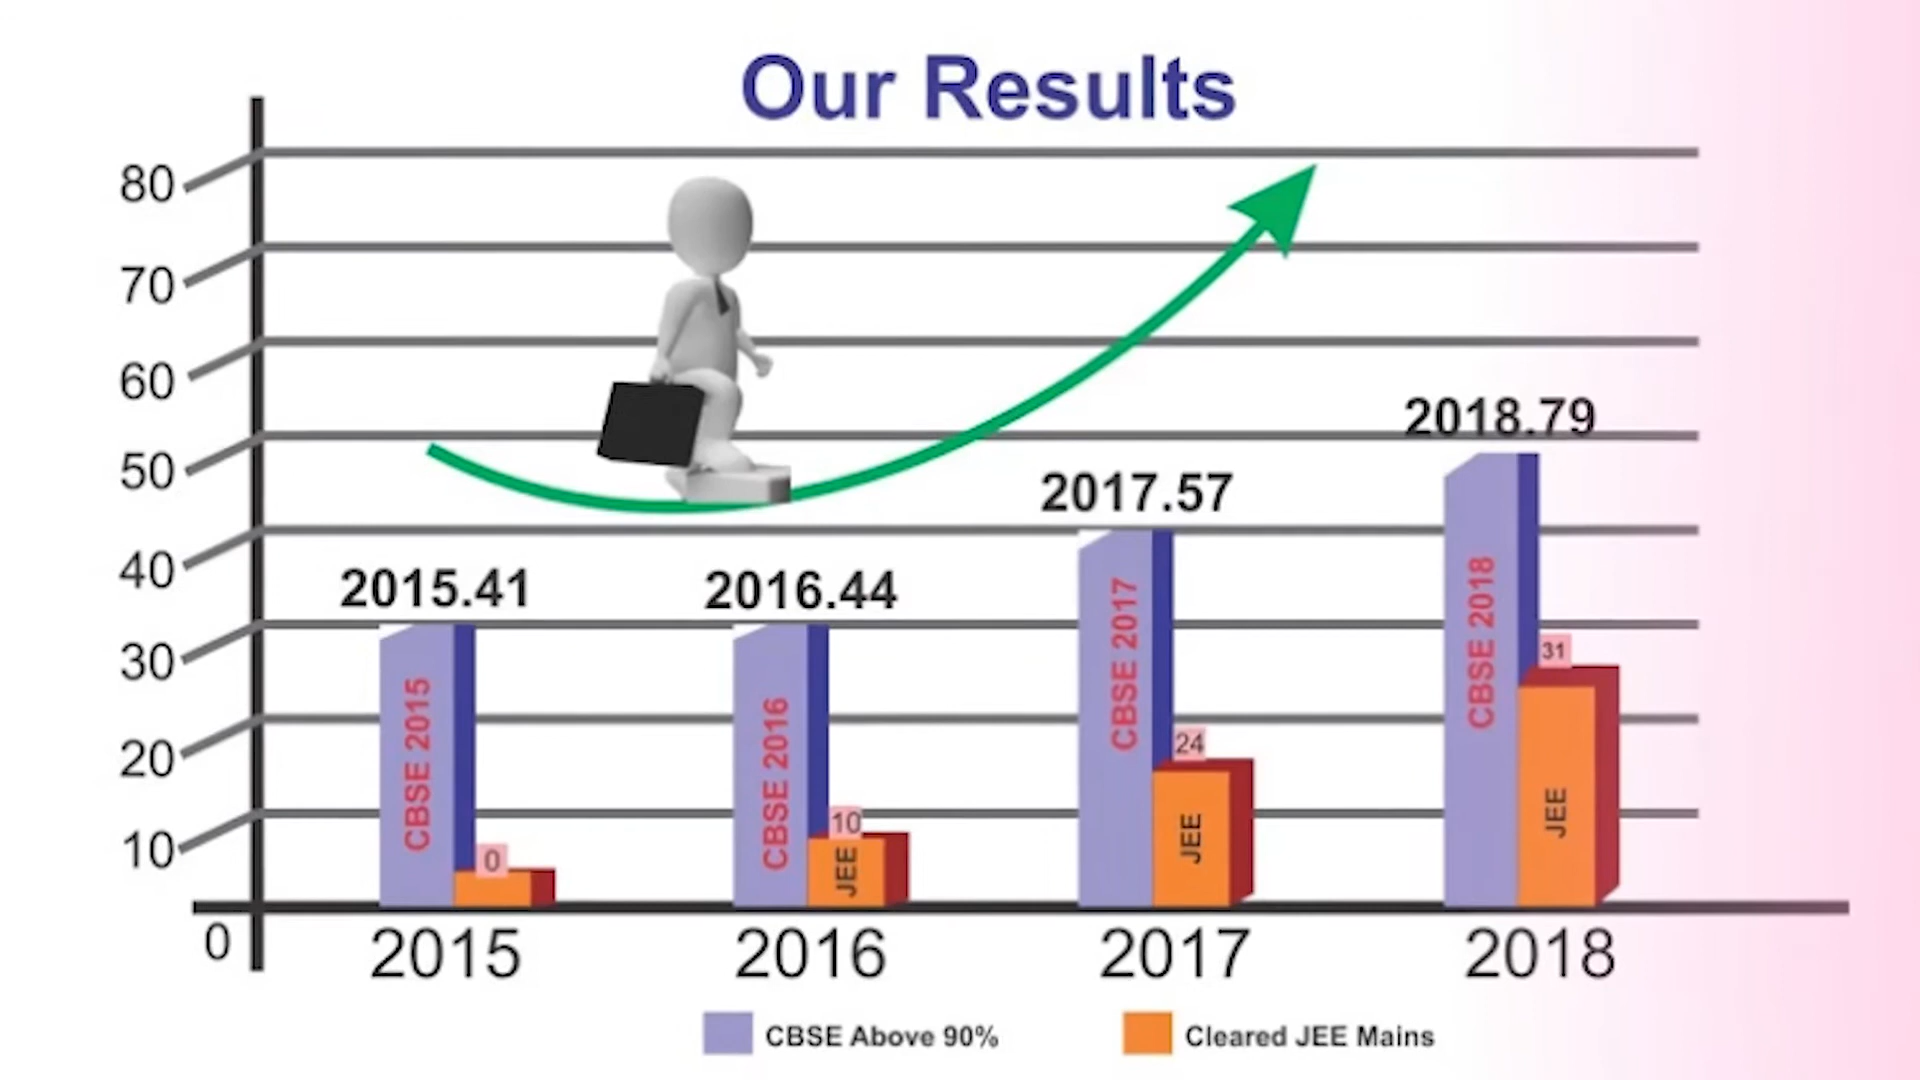 Our Results
80
70
60
50
40
30
20
10
0
2015.41
2016.44
2017.57
2018.79
CBSE 2015
0
CBSE 2016
10
JEE
CBSE 2017
24
JEE
CBSE 2018
31
JEE
2015 2016 2017 2018
CBSE Above 90% Cleared JEE Mains